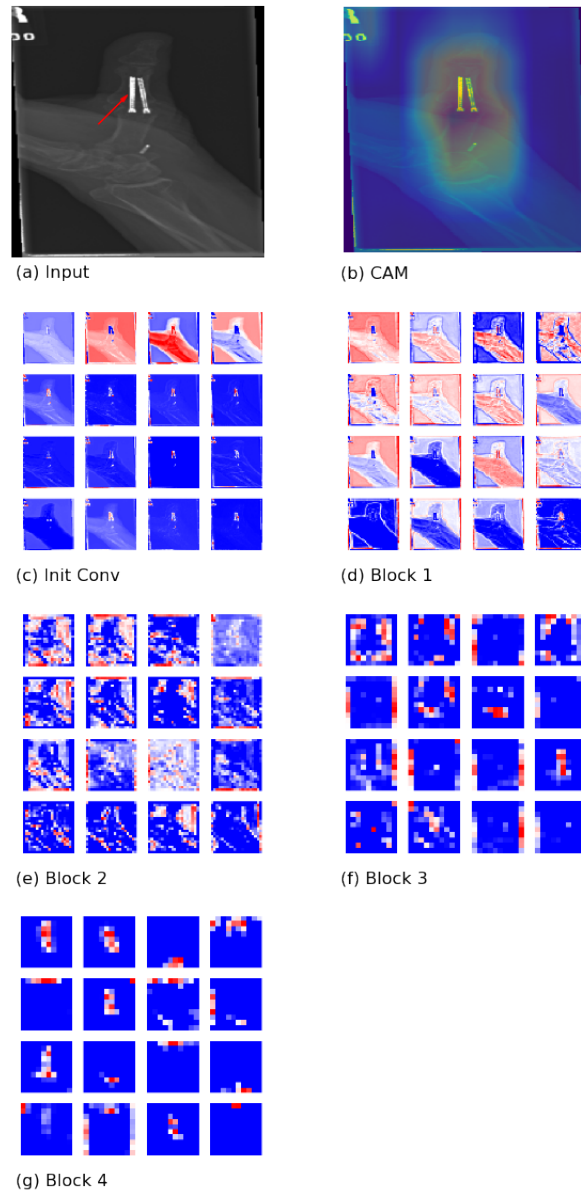 R
(a) Input
(b) CAM
(c) Init Conv
(d) Block 1
(e) Block 2
(f) Block 3
(g) Block 4